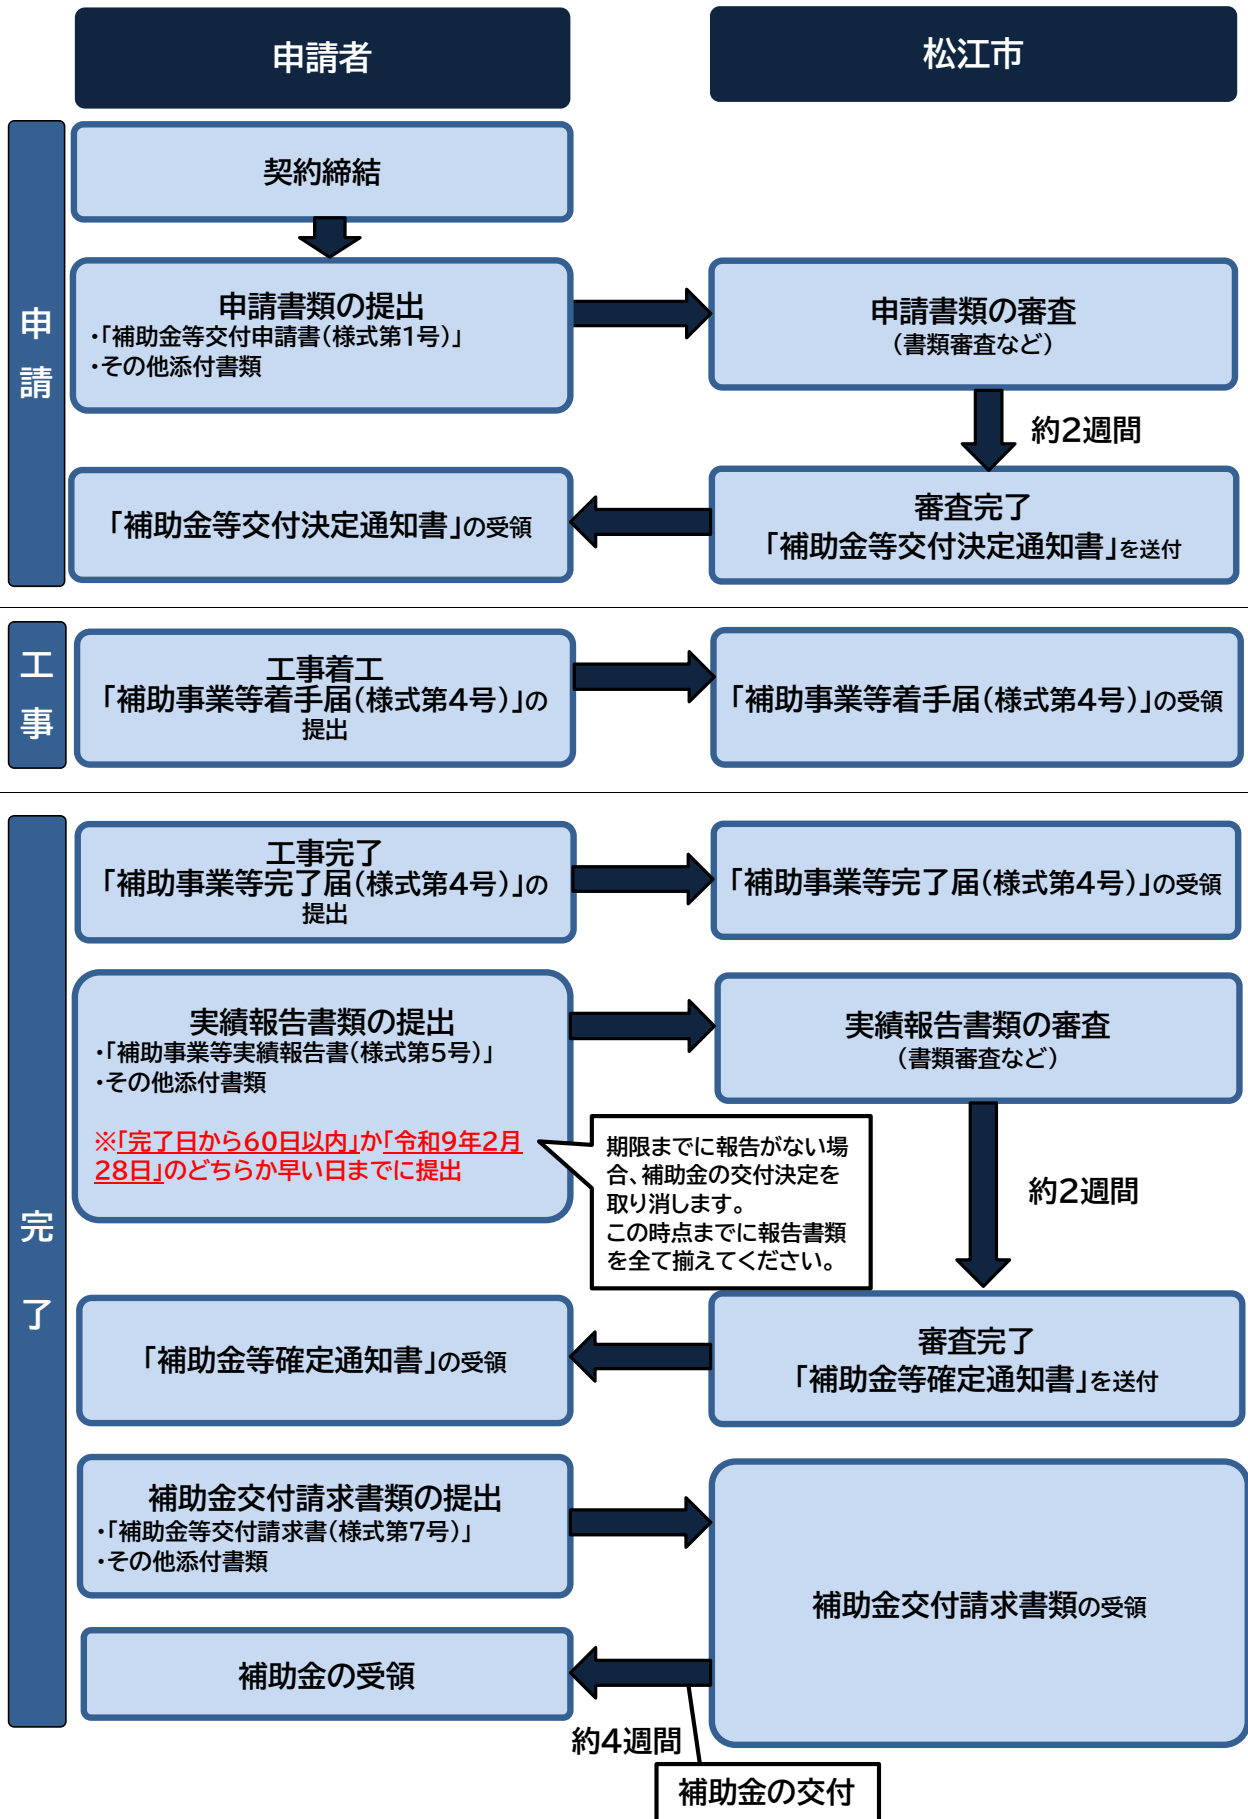 申請者
松江市
申
請
契約締結
申請書類の提出
・「補助金等交付申請書(様式第1号)」
・その他添付書類
申請書類の審査
(書類審査など)
約2週間
審査完了
「補助金等交付決定通知書」を送付
「補助金等交付決定通知書」の受領
工
事
工事着工
「補助事業等着手届(様式第4号)」の
提出
「補助事業等着手届(様式第4号)」の受領
完
了
工事完了
「補助事業等完了届(様式第4号)」の
提出
「補助事業等完了届(様式第4号)」の受領
実績報告書類の提出
・「補助事業等実績報告書(様式第5号)」
・その他添付書類
※「完了日から60日以内」か「令和9年2月
28日」のどちらか早い日までに提出
期限までに報告がない場
合、補助金の交付決定を
取り消します。
この時点までに報告書類
を全て揃えてください。
実績報告書類の審査
(書類審査など)
約2週間
審査完了
「補助金等確定通知書」を送付
「補助金等確定通知書」の受領
補助金交付請求書類の提出
・「補助金等交付請求書(様式第7号)」
・その他添付書類
補助金交付請求書類の受領
補助金の受領
約4週間
補助金の交付